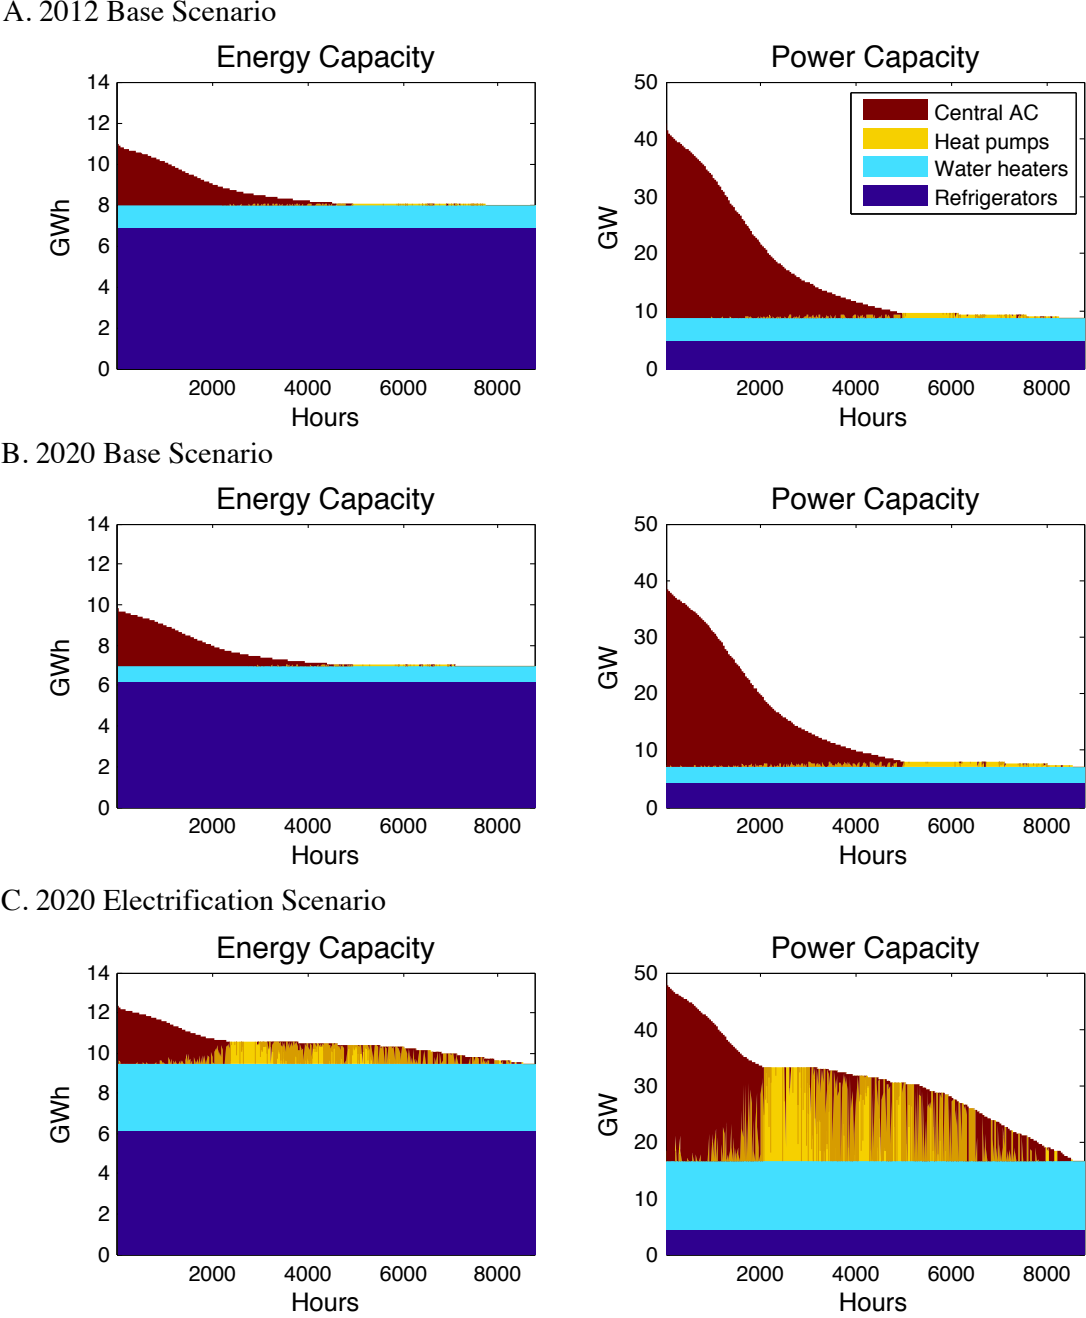 A. 2012 Base Scenario
Energy Capacity
14
12
10
8
6
4
2
0
GWh
2000 4000 6000 8000
Hours
Power Capacity
50
40
30
20
10
0
GW
Central AC
Heat pumps
Water heaters
Refrigerators
2000 4000 6000 8000
Hours
B. 2020 Base Scenario
Energy Capacity
14
12
10
8
6
4
2
0
GWh
2000 4000 6000 8000
Hours
Power Capacity
50
40
30
20
10
0
GW
2000 4000 6000 8000
Hours
C. 2020 Electrification Scenario
Energy Capacity
14
12
10
8
6
4
2
0
GWh
2000 4000 6000 8000
Hours
Power Capacity
50
40
30
20
10
0
GW
2000 4000 6000 8000
Hours